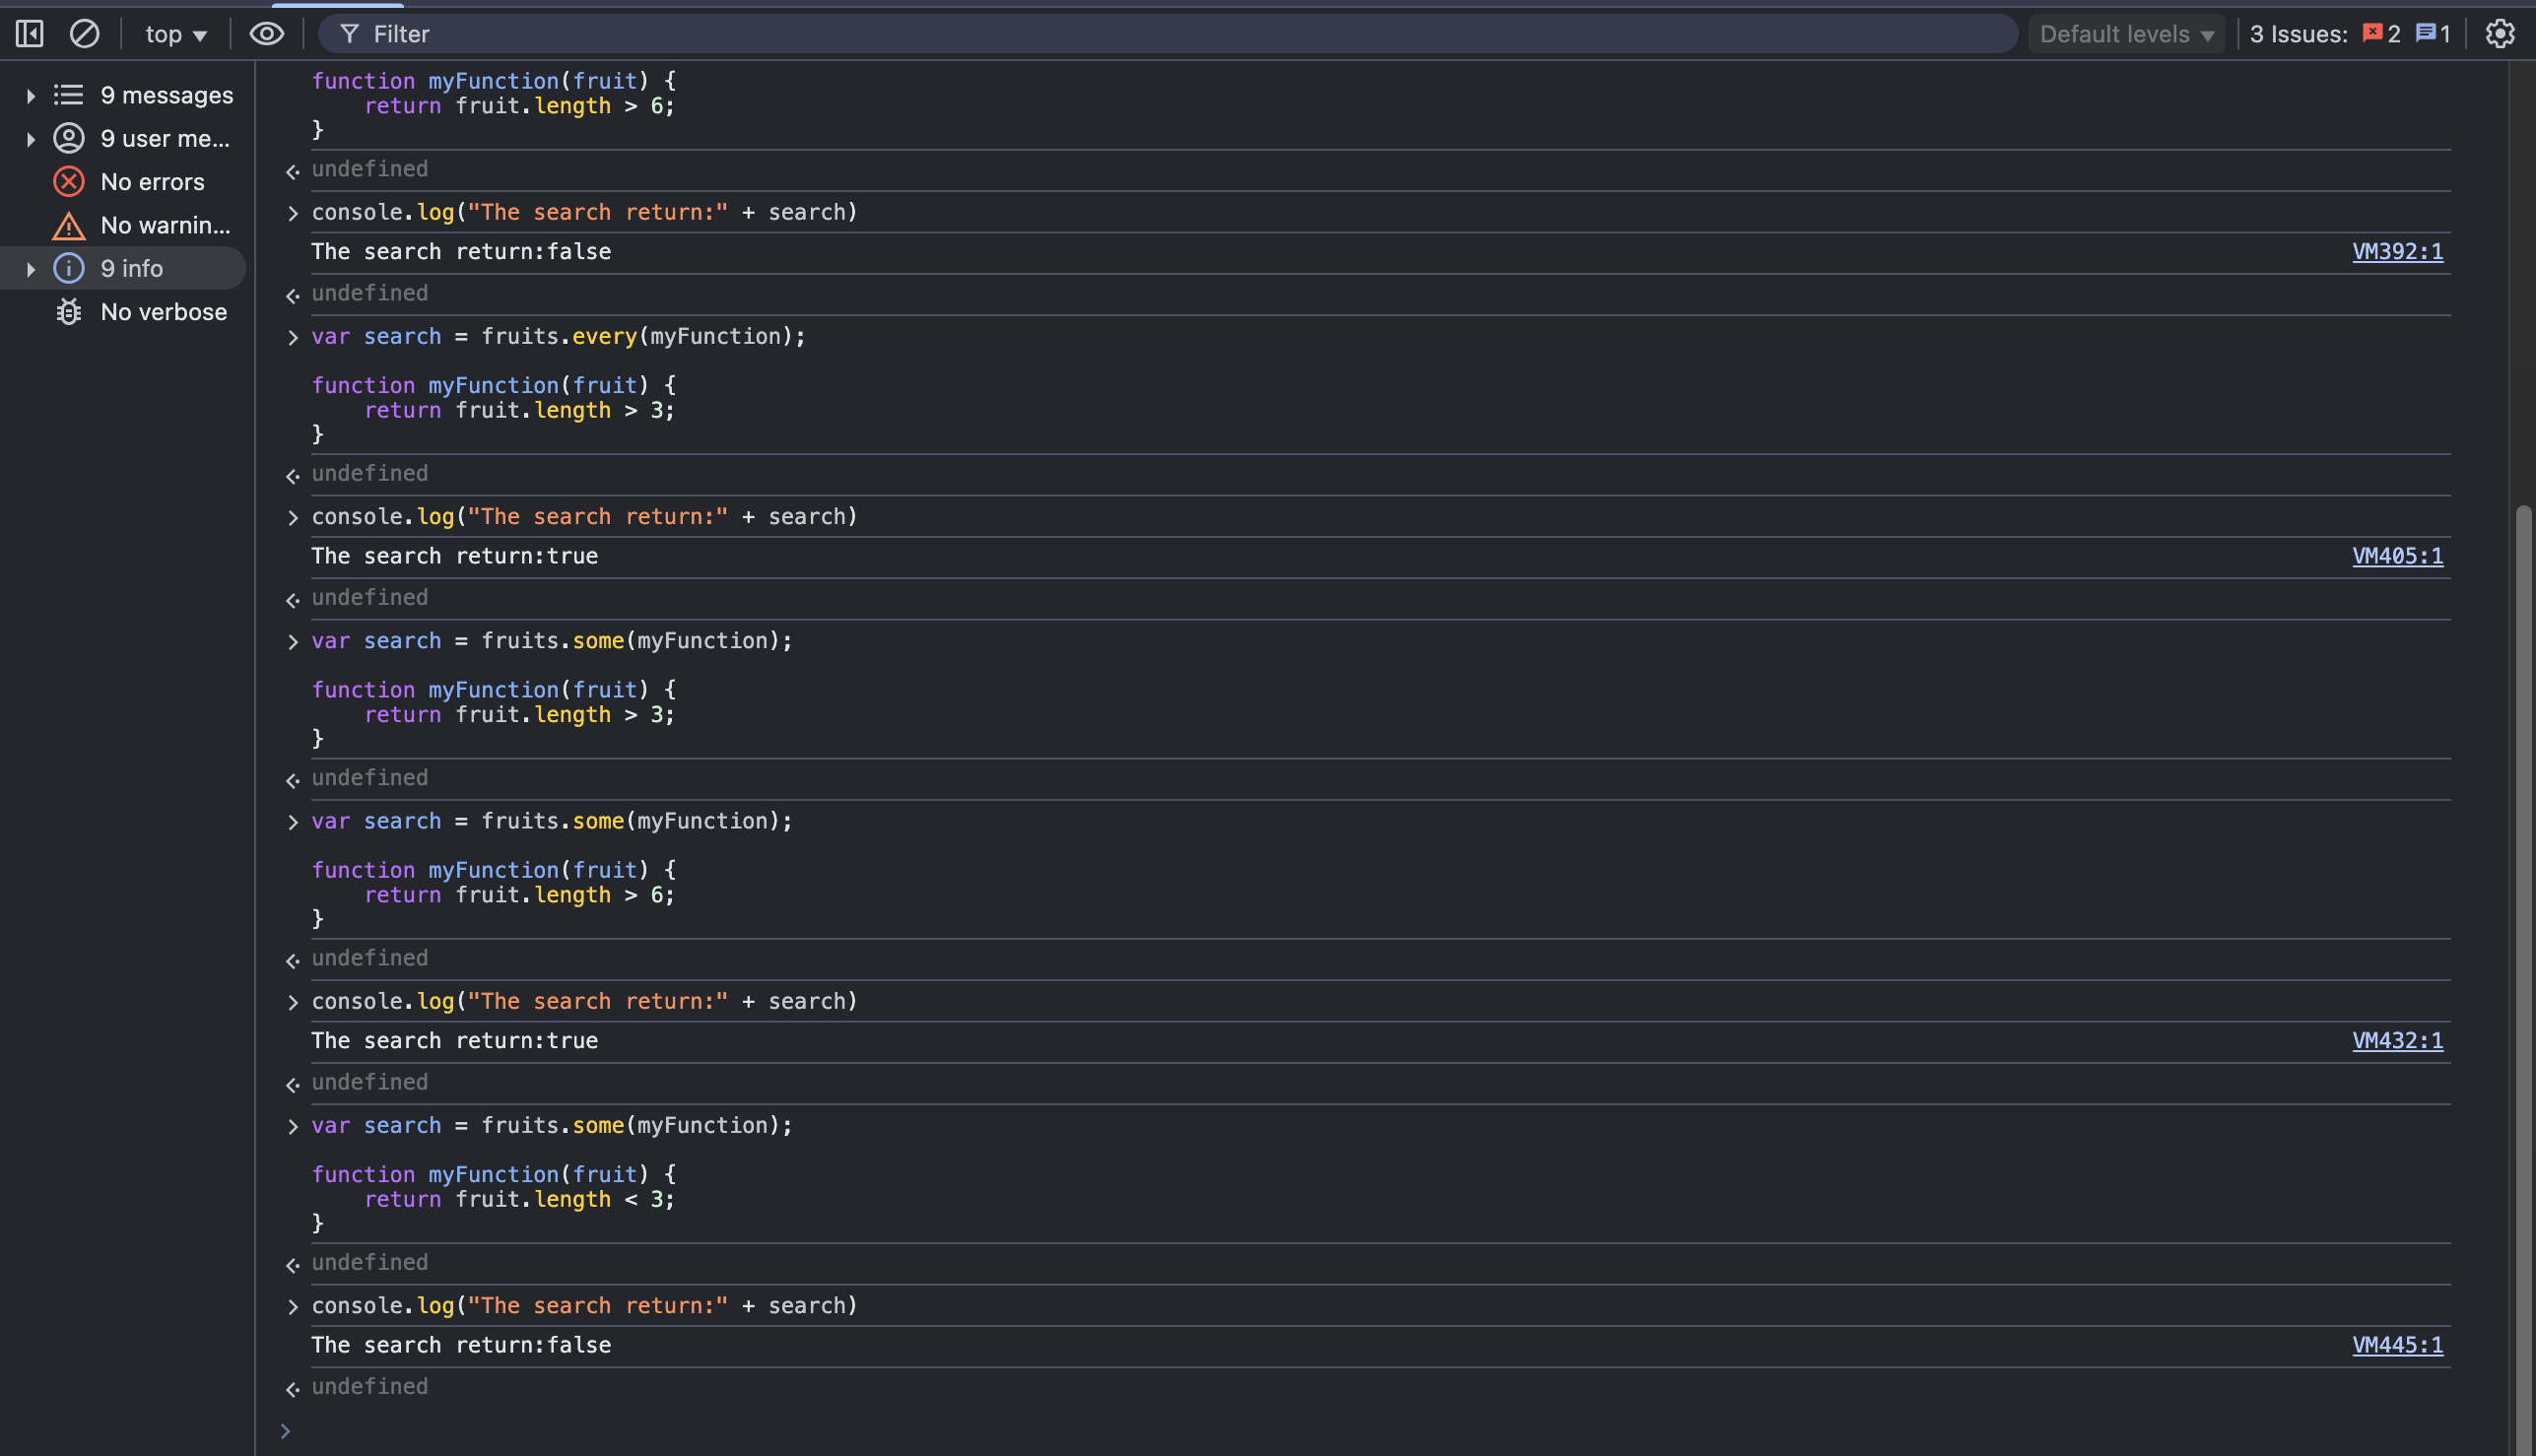 top ▼ Filter Default levels ▼ 3 Issues: 2 1
9 messages
9 user me...
No errors
No warnin...
9 info
No verbose
function myFunction(fruit) {
    return fruit.length > 6;
}
undefined
console.log("The search return:" + search)
The search return:false VM392:1
undefined
var search = fruits.every(myFunction);
function myFunction(fruit) {
    return fruit.length > 3;
}
undefined
console.log("The search return:" + search)
The search return:true VM405:1
undefined
var search = fruits.some(myFunction);
function myFunction(fruit) {
    return fruit.length > 3;
}
undefined
var search = fruits.some(myFunction);
function myFunction(fruit) {
    return fruit.length > 6;
}
undefined
console.log("The search return:" + search)
The search return:true VM432:1
undefined
var search = fruits.some(myFunction);
function myFunction(fruit) {
    return fruit.length < 3;
}
undefined
console.log("The search return:" + search)
The search return:false VM445:1
undefined